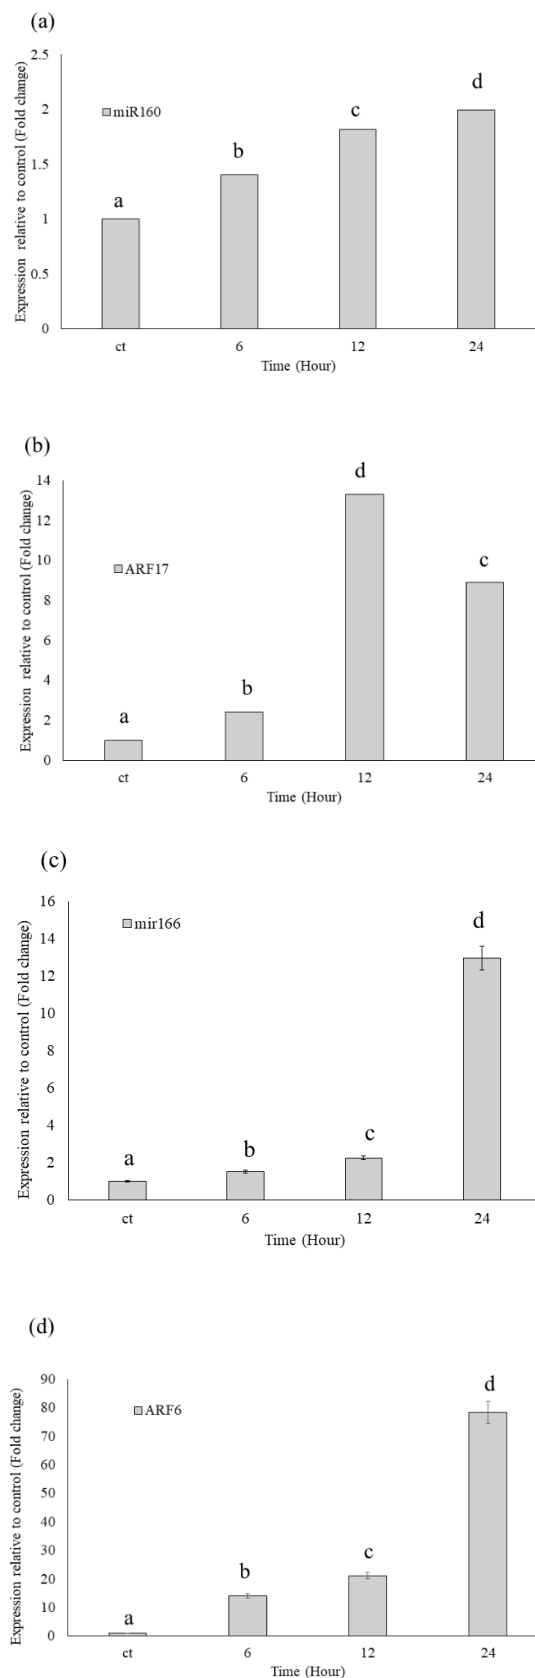 (a)
Expression relative to control (Fold change)
2.5
2
1.5
1
0.5
0
miR160
a
b
c
d
ct 6 12 24
Time (Hour)
(b)
Expression relative to control (Fold change)
14
12
10
8
6
4
2
0
ARF17
a
b
d
c
ct 6 12 24
Time (Hour)
(c)
Expression relative to control (Fold change)
16
14
12
10
8
6
4
2
0
mir166
a
b
c
d
ct 6 12 24
Time (Hour)
(d)
Expression relative to control (Fold change)
90
80
70
60
50
40
30
20
10
0
ARF6
a
b
c
d
ct 6 12 24
Time (Hour)